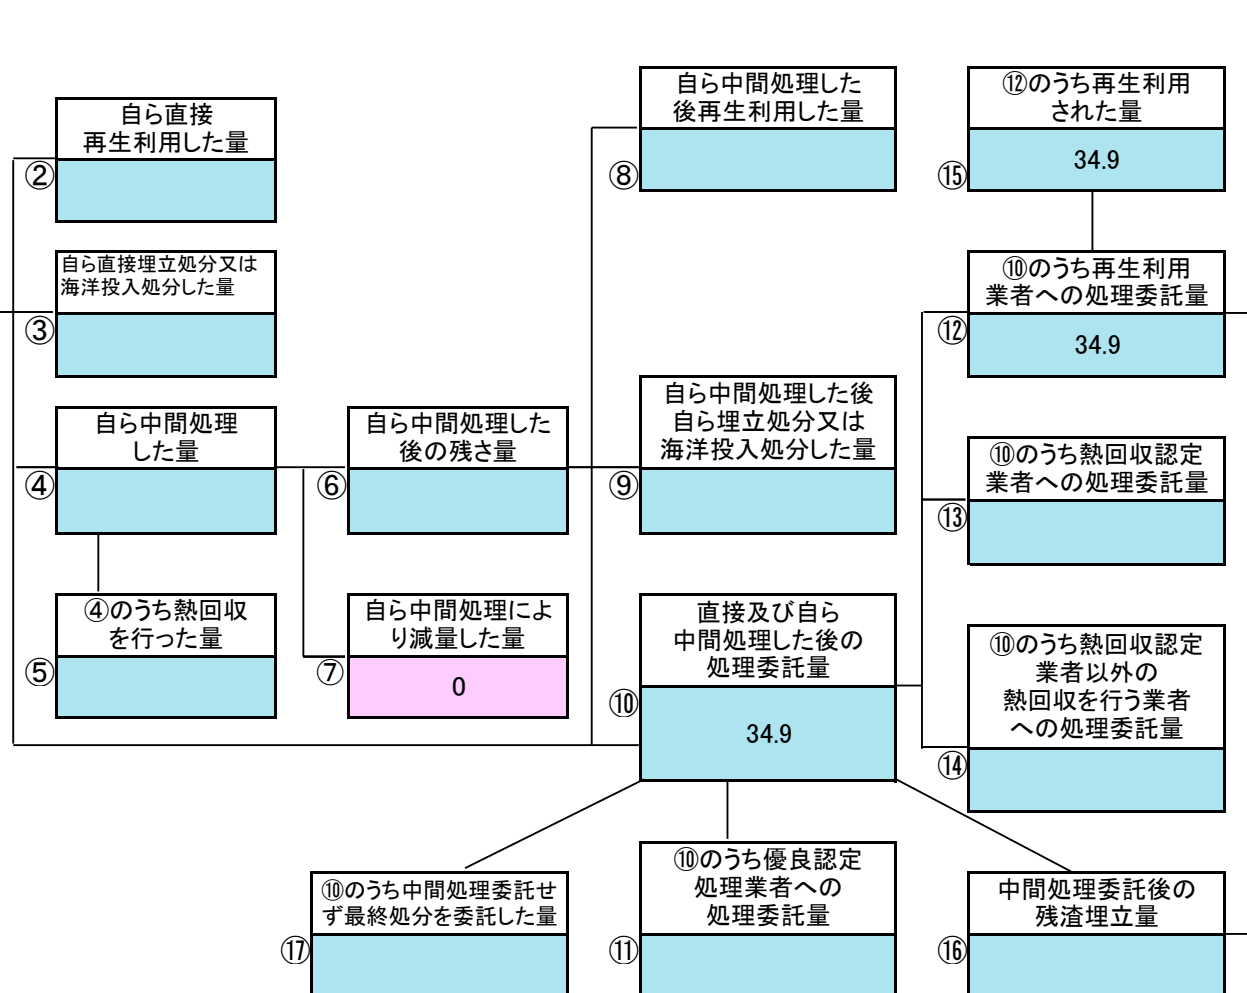 自ら直接
再生利用した量
②
自ら直接埋立処分又は
海洋投入処分した量
③
自ら中間処理
した量
④
④のうち熱回収
を行った量
⑤
自ら中間処理した
後の残さ量
⑥
自ら中間処理によ
り減量した量
⑦
0
自ら中間処理した
後再生利用した量
⑧
自ら中間処理した後
自ら埋立処分又は
海洋投入処分した量
⑨
直接及び自ら
中間処理した後の
処理委託量
⑩
34.9
⑫のうち再生利用
された量
⑮
34.9
⑩のうち再生利用
業者への処理委託量
⑫
34.9
⑩のうち熱回収認定
業者への処理委託量
⑬
⑩のうち熱回収認定
業者以外の
熱回収を行う業者
への処理委託量
⑭
⑩のうち中間処理委託せ
ず最終処分を委託した量
⑰
⑩のうち優良認定
処理業者への
処理委託量
⑪
中間処理委託後の
残渣埋立量
⑯